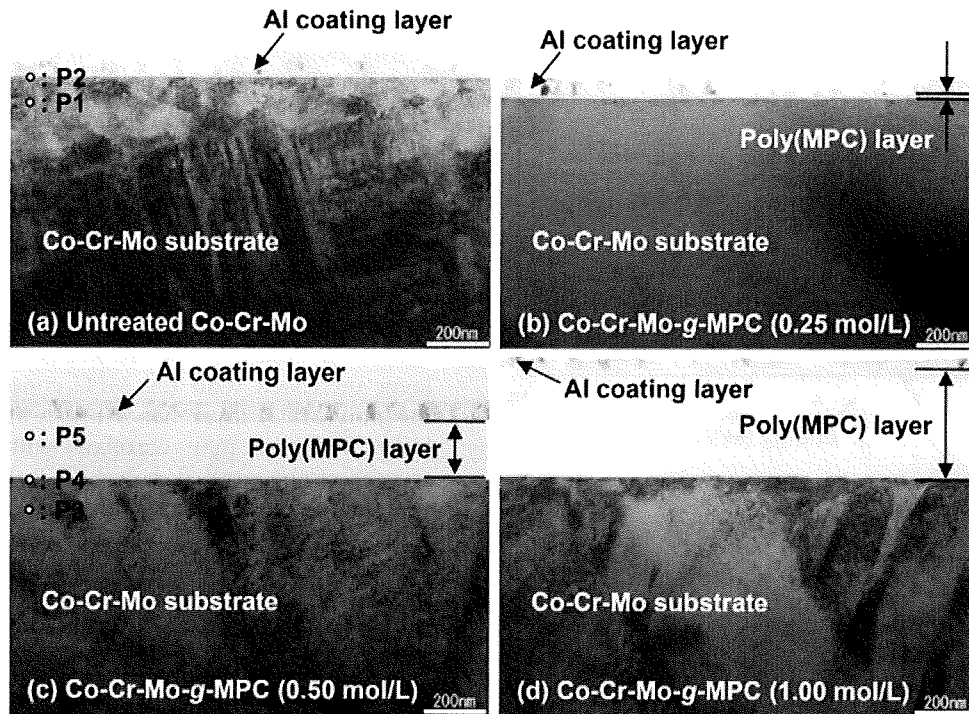 Al coating layer
: P2
: P1
Co-Cr-Mo substrate
(a) Untreated Co-Cr-Mo
200nm
Al coating layer
Poly(MPC) layer
Co-Cr-Mo substrate
(b) Co-Cr-Mo-g-MPC (0.25 mol/L)
200nm
Al coating layer
: P5
Poly(MPC) layer
: P4
: P3
Co-Cr-Mo substrate
(c) Co-Cr-Mo-g-MPC (0.50 mol/L)
200nm
Al coating layer
Poly(MPC) layer
Co-Cr-Mo substrate
(d) Co-Cr-Mo-g-MPC (1.00 mol/L)
200nm